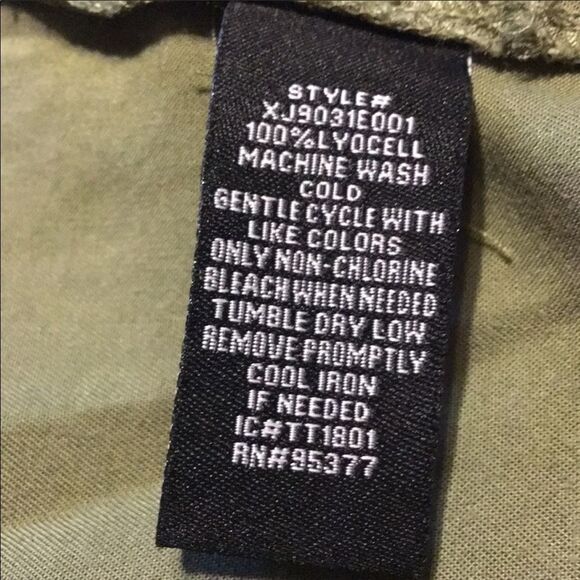 STYLE#
XJ9031E001
100%LYOCELL
MACHINE WASH
COLD
GENTLE CYCLE WITH
LIKE COLORS
ONLY NON-CHLORINE
BLEACH WHEN NEEDED
TUMBLE DRY LOW
REMOVE PROMPTLY
COOL IRON
IF NEEDED
IC#TT1801
RN#95377